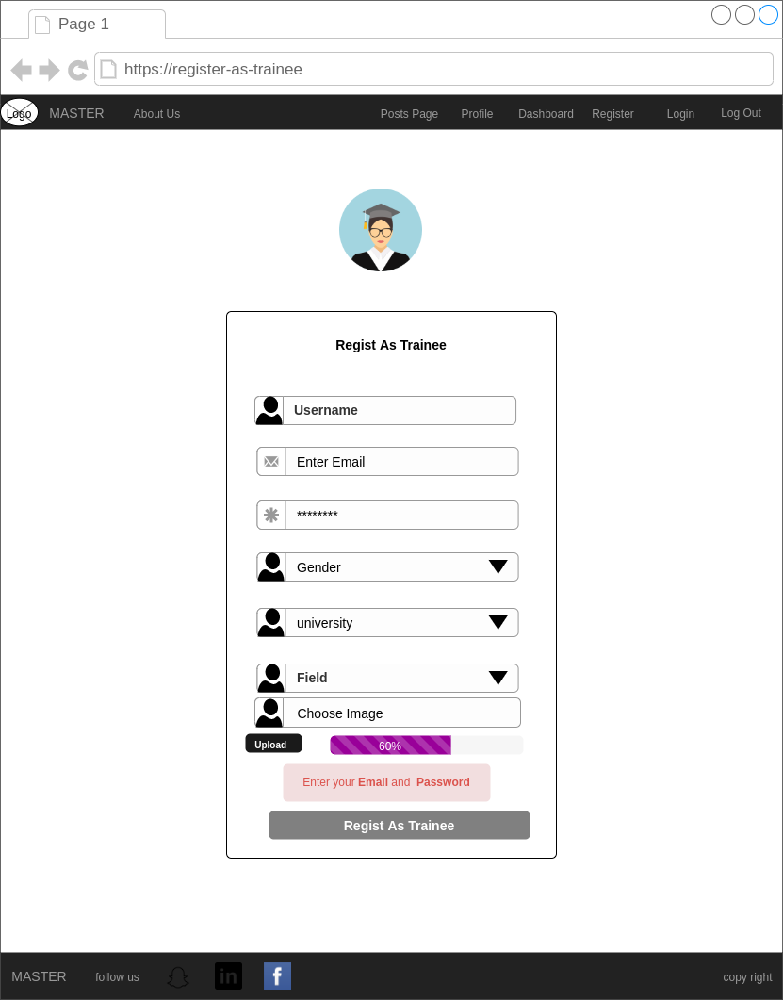 Page 1
https://register-as-trainee
Logo MASTER About Us Posts Page Profile Dashboard Register Login Log Out
Regist As Trainee
Username
Enter Email
********
Gender
university
Field
Choose Image
Upload 60%
Enter your Email and Password
Regist As Trainee
MASTER follow us in f copy right